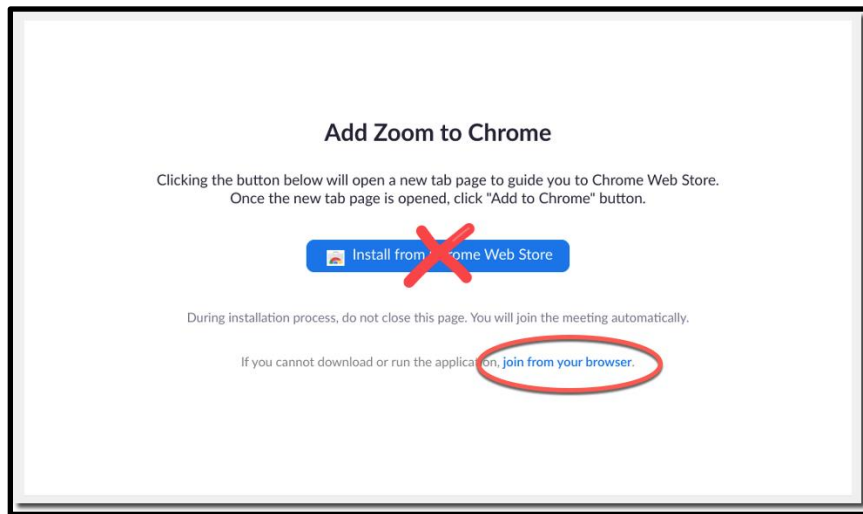 Add Zoom to Chrome
Clicking the button below will open a new tab page to guide you to Chrome Web Store.
Once the new tab page is opened, click "Add to Chrome" button.
Install from Chrome Web Store
During installation process, do not close this page. You will join the meeting automatically.
If you cannot download or run the application, join from your browser.